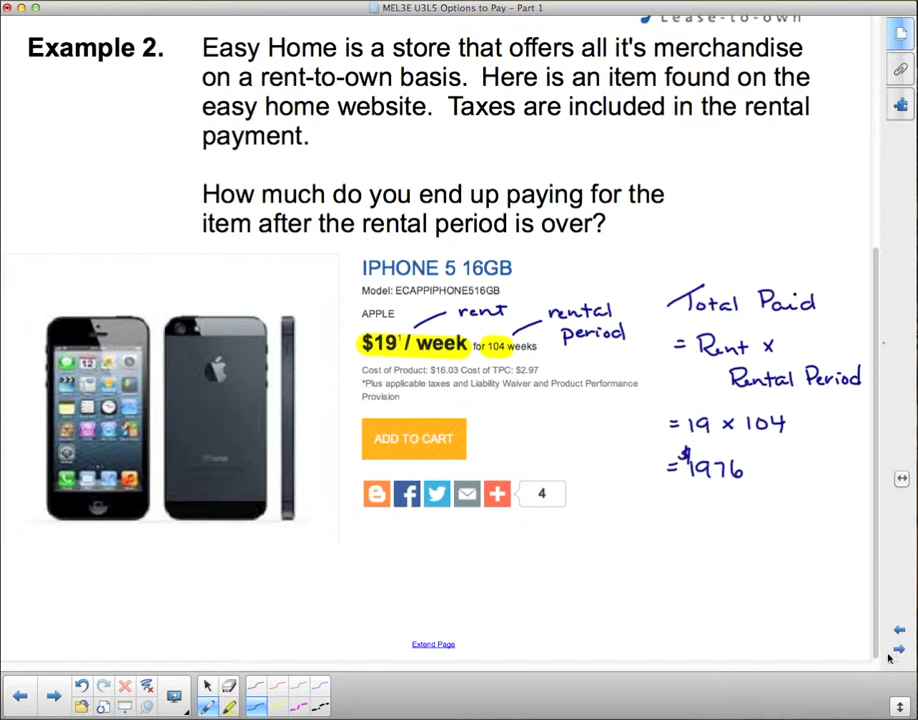 MEL3E U3L5 Options to Pay - Part 1
Lease-to-own
Example 2. Easy Home is a store that offers all it's merchandise
on a rent-to-own basis. Here is an item found on the
easy home website. Taxes are included in the rental
payment.
How much do you end up paying for the
item after the rental period is over?
IPHONE 5 16GB
Model: ECAPPIPHONE516GB
APPLE
rent
rental
period
$19¹ / week for 104 weeks
Cost of Product: $16.03 Cost of TPC: $2.97
*Plus applicable taxes and Liability Waiver and Product Performance
Provision
ADD TO CART
4
Total Paid
= Rent ×
Rental Period
= 19 × 104
= $1976
Extend Page